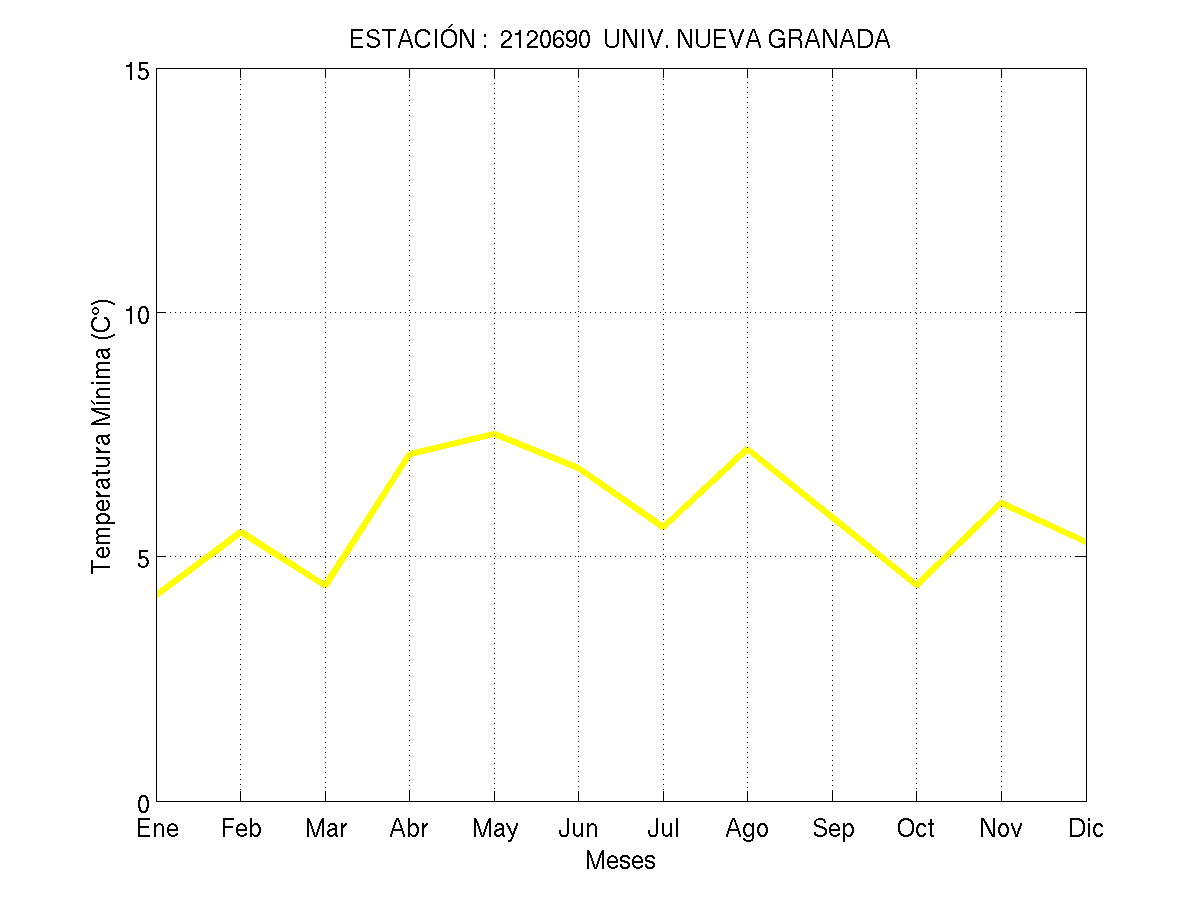 ESTACIÓN : 2120690 UNIV. NUEVA GRANADA
15
10
5
0
Temperatura Mínima (C°)
Ene Feb Mar Abr May Jun Jul Ago Sep Oct Nov Dic
Meses